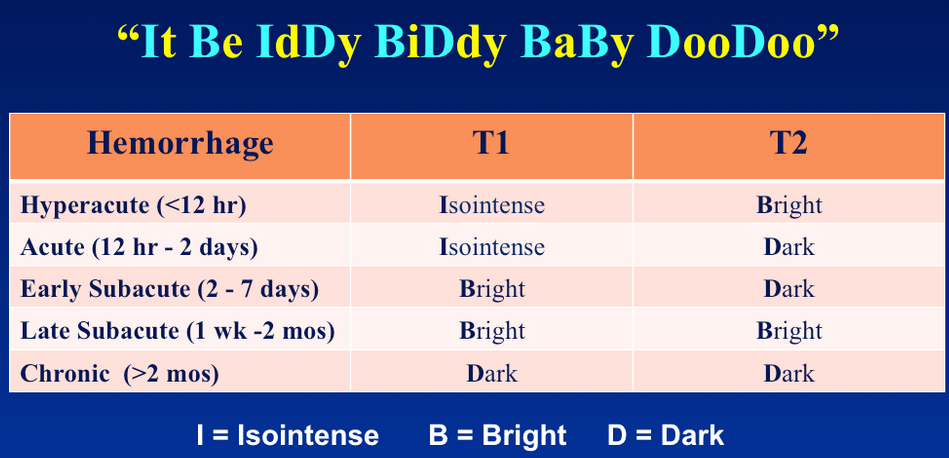 “It Be IdDy BiDdy BaBy DooDoo”
Hemorrhage T1 T2
Hyperacute (<12 hr) Isointense Bright
Acute (12 hr - 2 days) Isointense Dark
Early Subacute (2 - 7 days) Bright Dark
Late Subacute (1 wk -2 mos) Bright Bright
Chronic (>2 mos) Dark Dark
I = Isointense B = Bright D = Dark